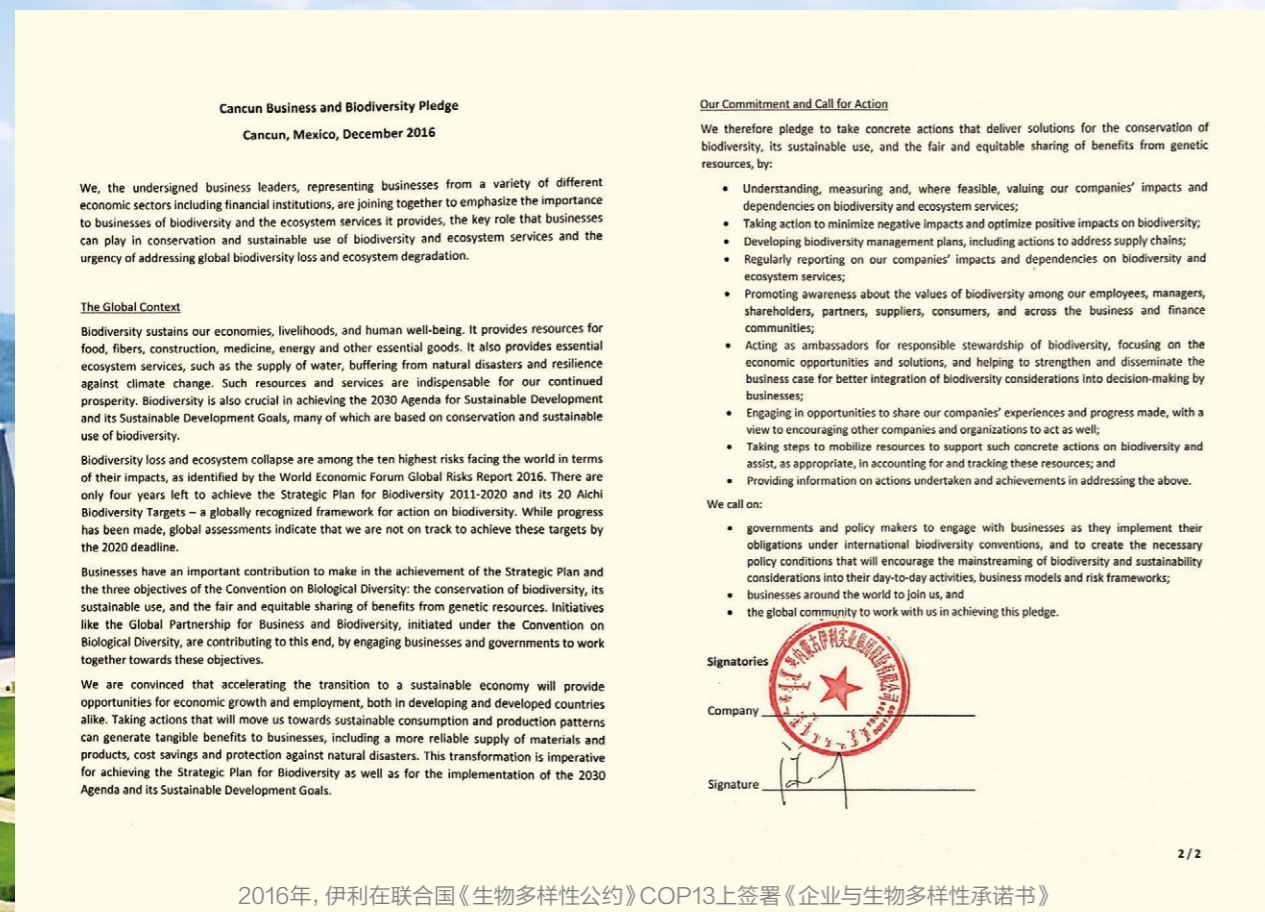 Cancun Business and Biodiversity Pledge
Cancun, Mexico, December 2016
We, the undersigned business leaders, representing businesses from a variety of different
economic sectors including financial institutions, are joining together to emphasize the importance
to businesses of biodiversity and the ecosystem services it provides, the key role that businesses
can play in conservation and sustainable use of biodiversity and ecosystem services and the
urgency of addressing global biodiversity loss and ecosystem degradation.
The Global Context
Biodiversity sustains our economies, livelihoods, and human well-being. It provides resources for
food, fibers, construction, medicine, energy and other essential goods. It also provides essential
ecosystem services, such as the supply of water, buffering from natural disasters and resilience
against climate change. Such resources and services are indispensable for our continued
prosperity. Biodiversity is also crucial in achieving the 2030 Agenda for Sustainable Development
and its Sustainable Development Goals, many of which are based on conservation and sustainable
use of biodiversity.
Biodiversity loss and ecosystem collapse are among the ten highest risks facing the world in terms
of their impacts, as identified by the World Economic Forum Global Risks Report 2016. There are
only four years left to achieve the Strategic Plan for Biodiversity 2011-2020 and its 20 Aichi
Biodiversity Targets – a globally recognized framework for action on biodiversity. While progress
has been made, global assessments indicate that we are not on track to achieve these targets by
the 2020 deadline.
Businesses have an important contribution to make in the achievement of the Strategic Plan and
the three objectives of the Convention on Biological Diversity: the conservation of biodiversity, its
sustainable use, and the fair and equitable sharing of benefits from genetic resources. Initiatives
like the Global Partnership for Business and Biodiversity, initiated under the Convention on
Biological Diversity, are contributing to this end, by engaging businesses and governments to work
together towards these objectives.
We are convinced that accelerating the transition to a sustainable economy will provide
opportunities for economic growth and employment, both in developing and developed countries
alike. Taking actions that will move us towards sustainable consumption and production patterns
can generate tangible benefits to businesses, including a more reliable supply of materials and
products, cost savings and protection against natural disasters. This transformation is imperative
for achieving the Strategic Plan for Biodiversity as well as for the implementation of the 2030
Agenda and its Sustainable Development Goals.
Our Commitment and Call for Action
We therefore pledge to take concrete actions that deliver solutions for the conservation of
biodiversity, its sustainable use, and the fair and equitable sharing of benefits from genetic
resources, by:
• Understanding, measuring and, where feasible, valuing our companies' impacts and
dependencies on biodiversity and ecosystem services;
• Taking action to minimize negative impacts and optimize positive impacts on biodiversity;
• Developing biodiversity management plans, including actions to address supply chains;
• Regularly reporting on our companies' impacts and dependencies on biodiversity and
ecosystem services;
• Promoting awareness about the values of biodiversity among our employees, managers,
shareholders, partners, suppliers, consumers, and across the business and finance
communities;
• Acting as ambassadors for responsible stewardship of biodiversity, focusing on the
economic opportunities and solutions, and helping to strengthen and disseminate the
business case for better integration of biodiversity considerations into decision-making by
businesses;
• Engaging in opportunities to share our companies' experiences and progress made, with a
view to encouraging other companies and organizations to act as well;
• Taking steps to mobilize resources to support such concrete actions on biodiversity and
assist, as appropriate, in accounting for and tracking these resources; and
• Providing information on actions undertaken and achievements in addressing the above.
We call on:
• governments and policy makers to engage with businesses as they implement their
obligations under international biodiversity conventions, and to create the necessary
policy conditions that will encourage the mainstreaming of biodiversity and sustainability
considerations into their day-to-day activities, business models and risk frameworks;
• businesses around the world to join us, and
• the global community to work with us in achieving this pledge.
内蒙古伊利实业集团股份有限公司
Signatories
Company
Signature
2/2
2016年，伊利在联合国《生物多样性公约》COP13上签署《企业与生物多样性承诺书》